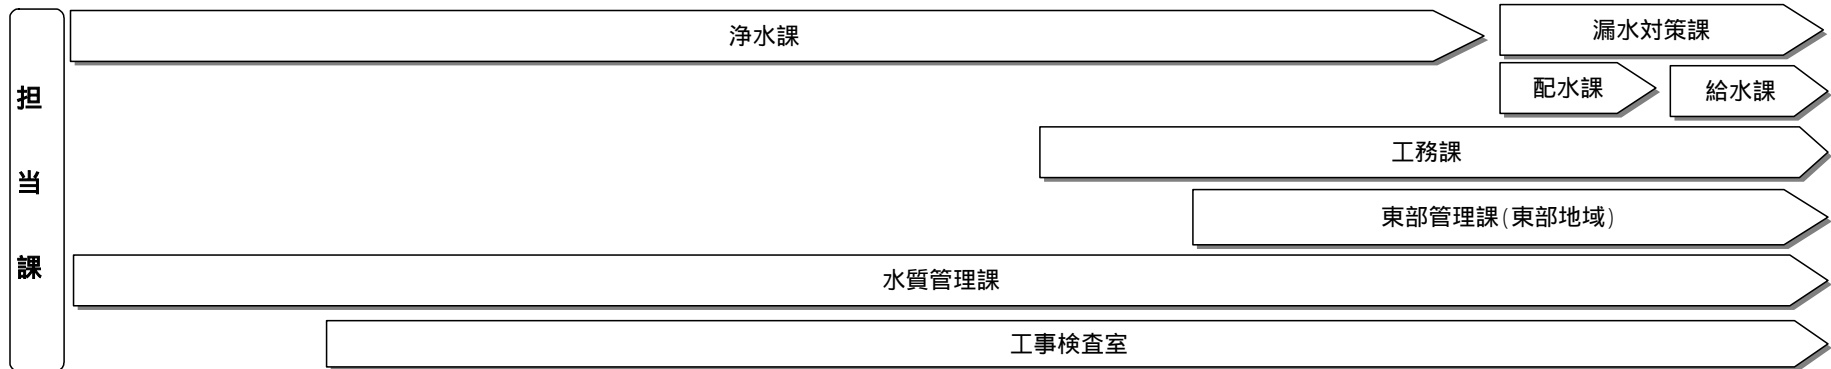 担当課
浄水課
漏水対策課
配水課
給水課
工務課
東部管理課(東部地域)
水質管理課
工事検査室